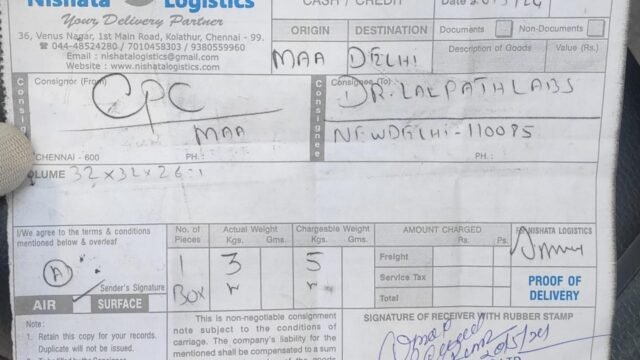 Nishata Logistics
CASH / CREDIT
Date 20/5/24
Your Delivery Partner
36, Venus Nagar, 1st Main Road, Kolathur, Chennai - 99.
☎ 044-48524280 / 7010458303 / 9380559960
Email : nishatalogistics@gmail.com
Website : www.nishatalogistics.com
ORIGIN DESTINATION
MAA DELHI
Documents Non-Documents
Description of Goods Value (Rs.)
Consignor
Consignor (From)
CPC
MAA
CHENNAI - 600 PH. :
Consignee
Consignee (To)
DR. LALPATHLABS
NEWDELHI-110085
PH. :
VOLUME 32 x 32 x 26 : 1
I/We agree to the terms & conditions
mentioned below & overleaf
A
Sender's Signature
AIR SURFACE
No. of Pieces
1
BOX
Actual Weight
Kgs. Gms.
3
Chargeable Weight
Kgs. Gms.
5
AMOUNT CHARGED
Rs. Ps.
Freight
Service Tax
Total
NISHATA LOGISTICS
PROOF OF
DELIVERY
Note :
1. Retain this copy for your records.
Duplicate will not be issued.
This is non-negotiable consignment
note subject to the conditions of
carriage. The company's liability for
the mentioned shall be compensated to a sum
SIGNATURE OF RECEIVER WITH RUBBER STAMP